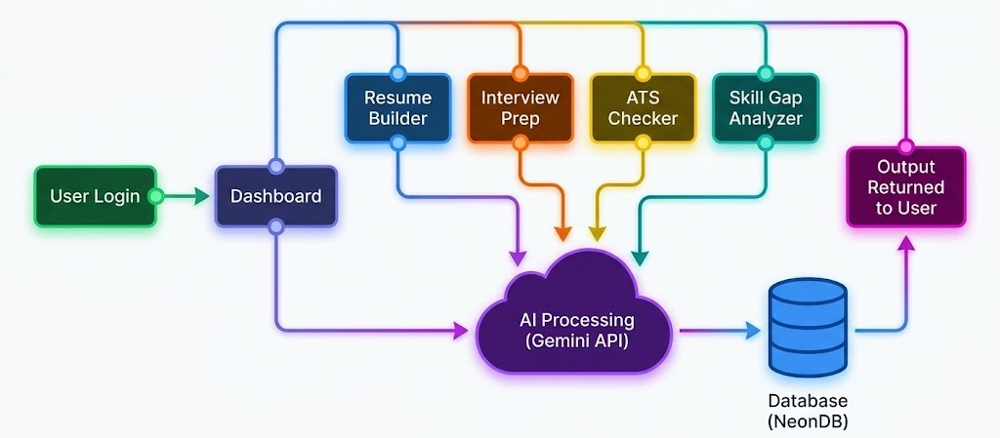 Resume
Builder
Interview
Prep
ATS
Checker
Skill Gap
Analyzer
User Login
Dashboard
Output
Returned
to User
AI Processing
(Gemini API)
Database
(NeonDB)